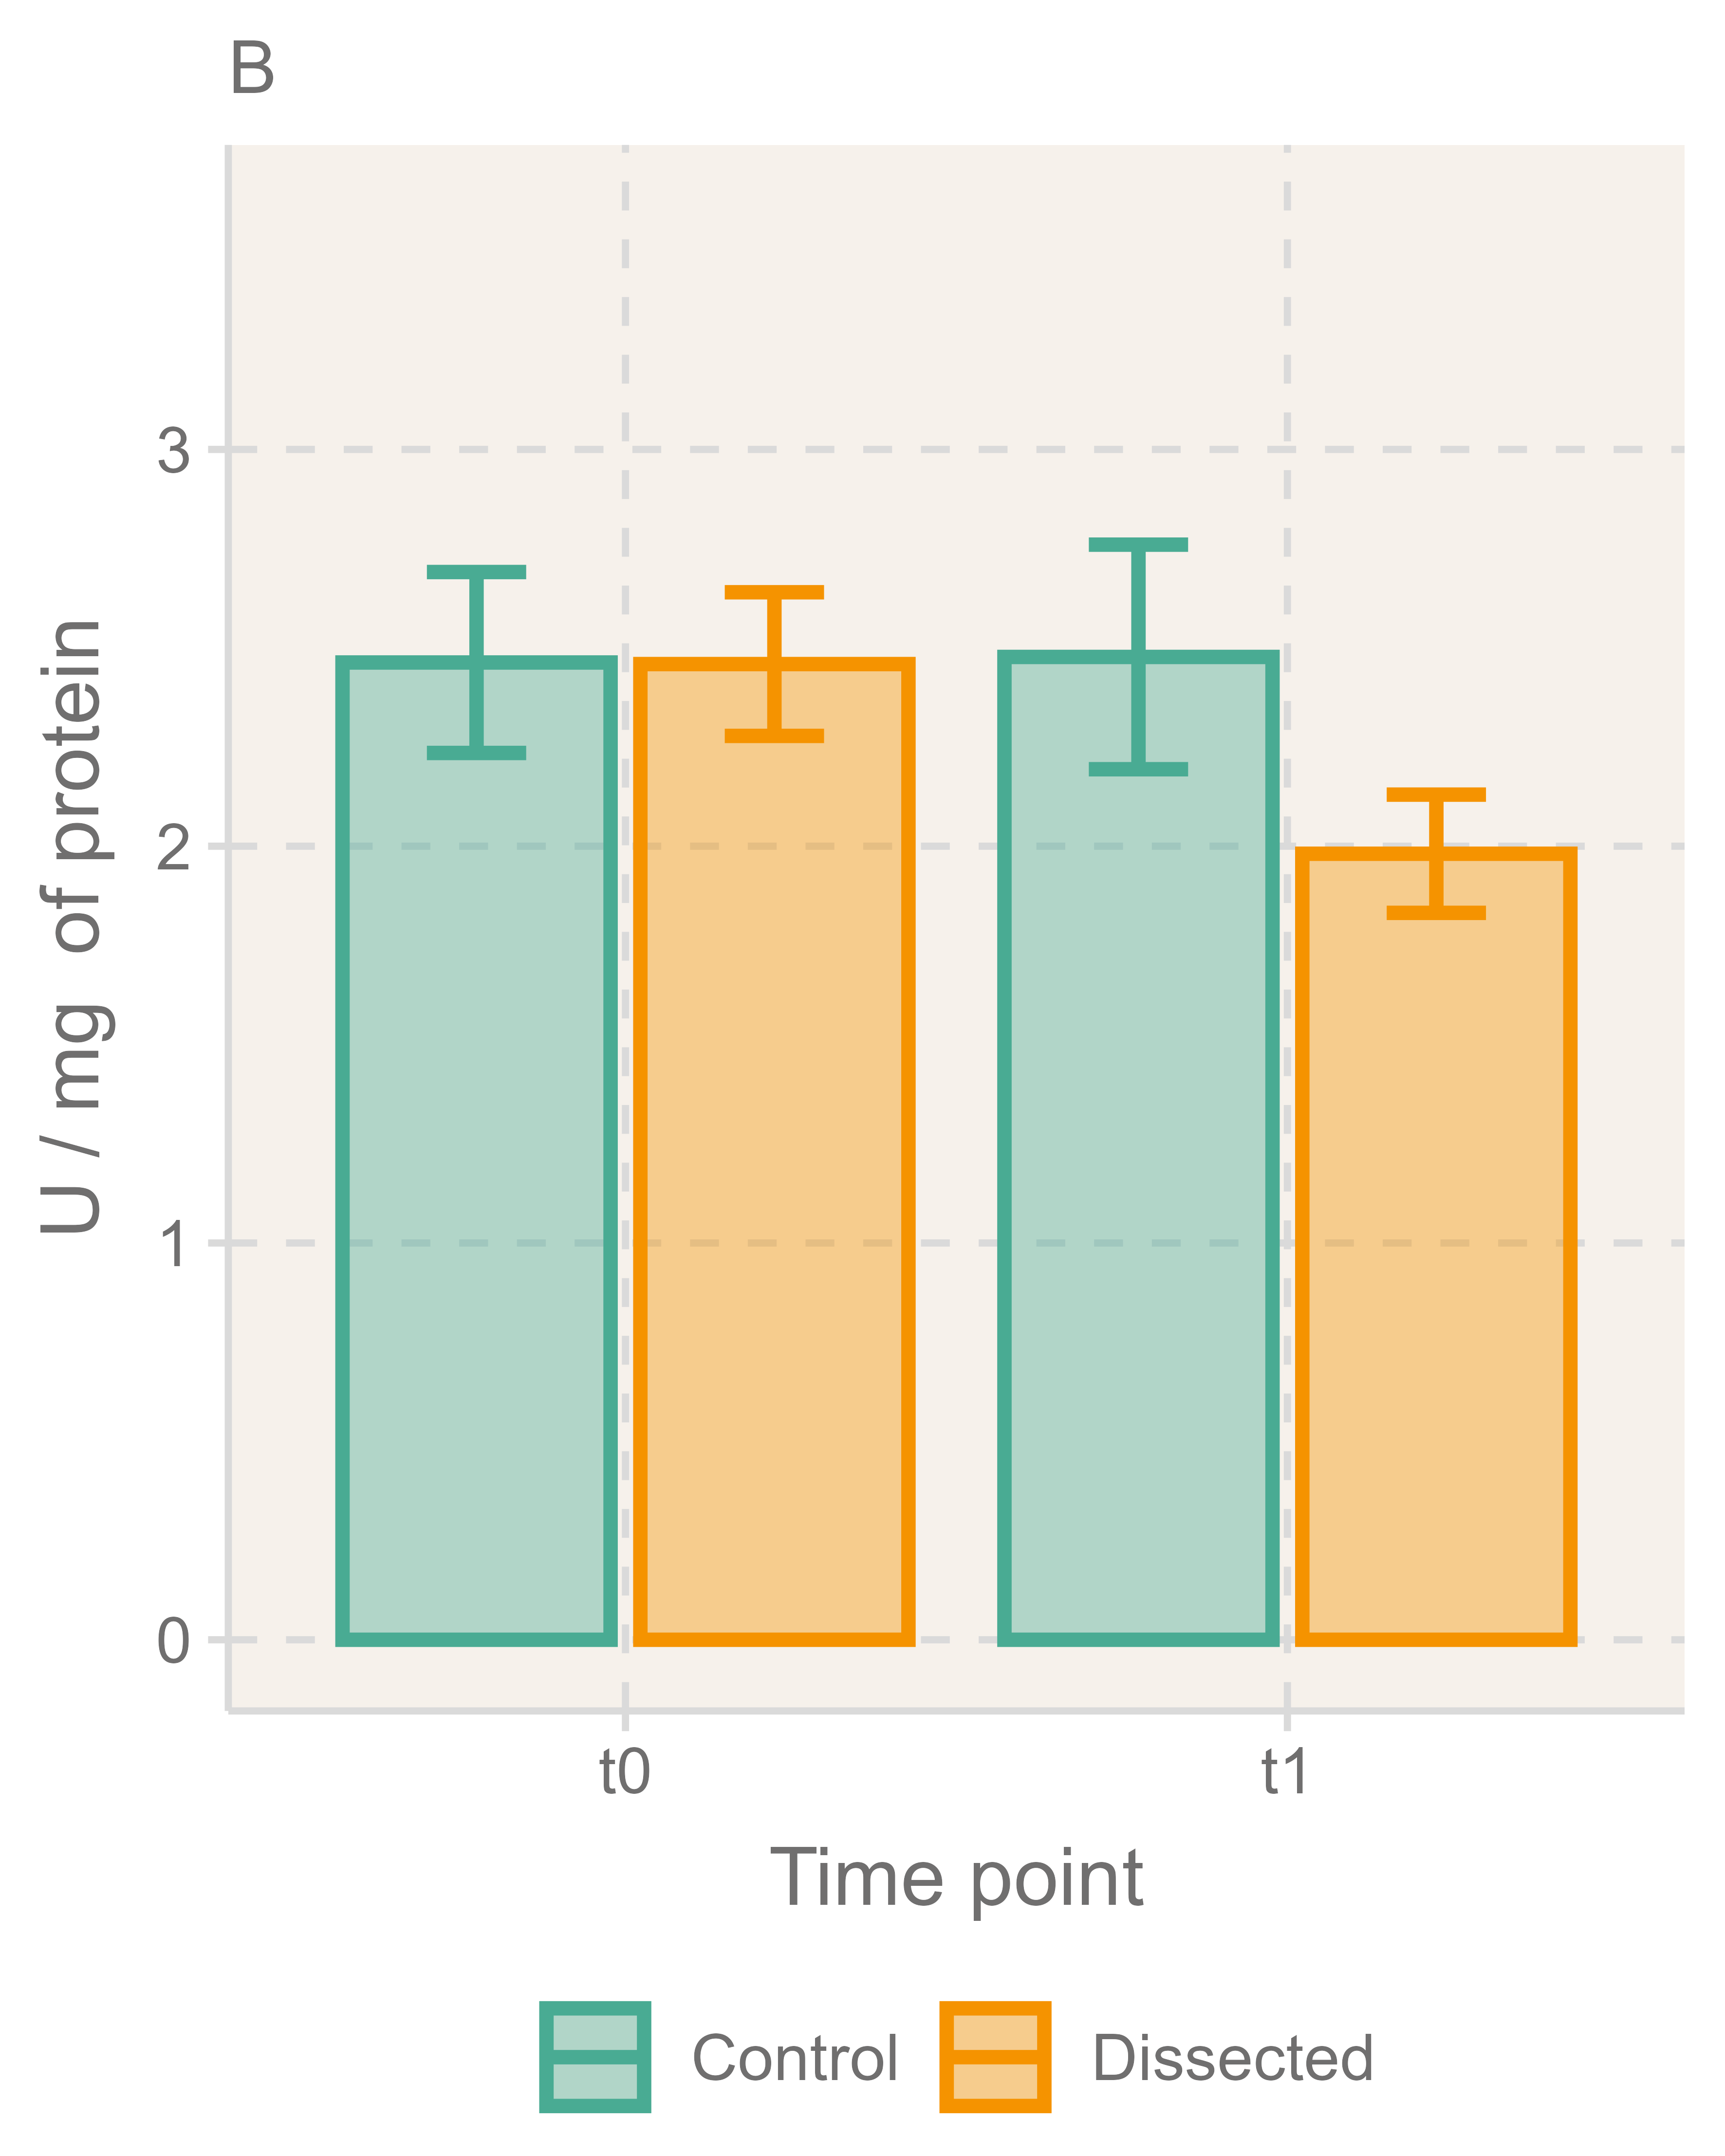 B
U / mg  of protein
3
2
1
0
t0 t1
Time point
Control Dissected